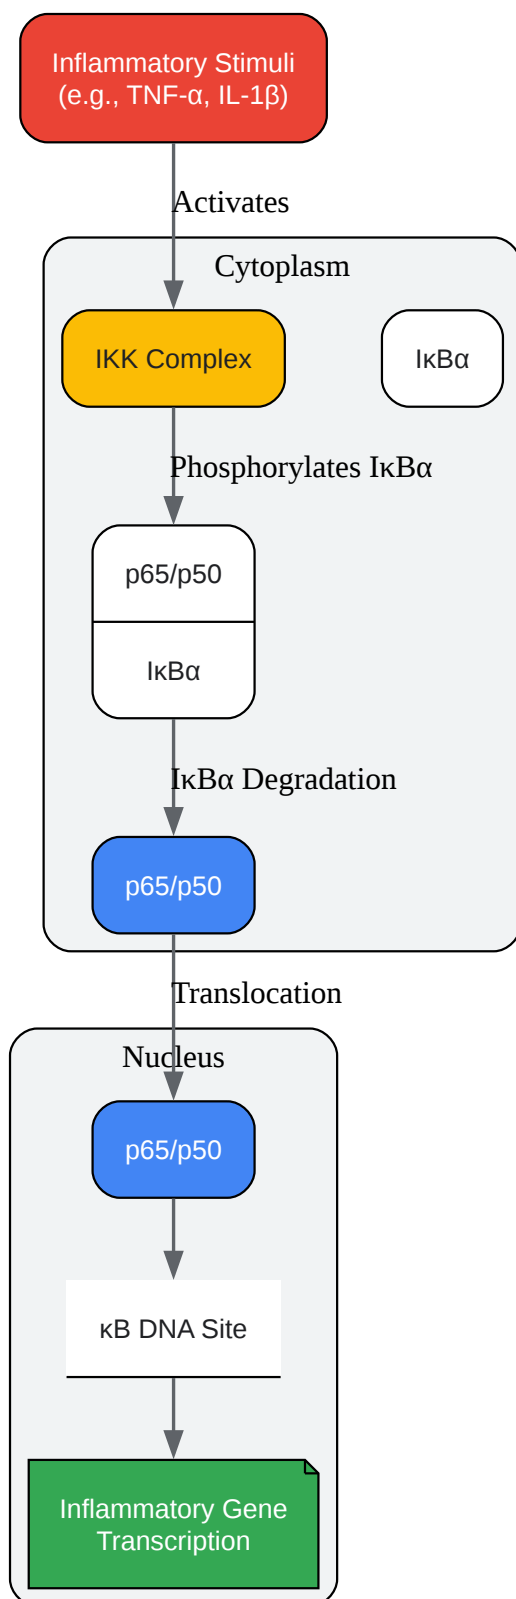 Inflammatory Stimuli
(e.g., TNF-α, IL-1β)
Activates
Cytoplasm
IKK Complex
IκBα
Phosphorylates IκBα
p65/p50
IκBα
IκBα Degradation
p65/p50
Translocation
Nucleus
p65/p50
κB DNA Site
Inflammatory Gene
Transcription